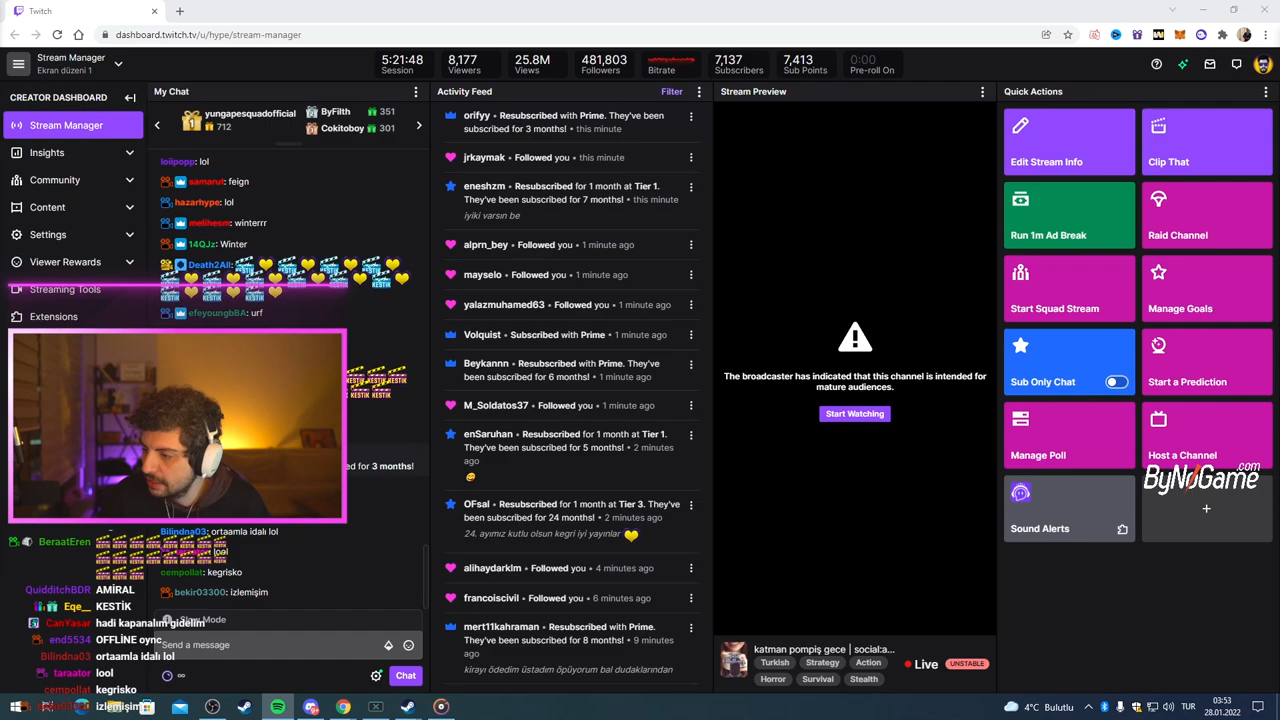 Twitch
dashboard.twitch.tv/u/hype/stream-manager
Stream Manager
Ekran düzeni 1
5:21:48
Session
8,177
Viewers
25.8M
Views
481,803
Followers
Bitrate
7,137
Subscribers
7,413
Sub Points
0:00
Pre-roll On
CREATOR DASHBOARD
Stream Manager
Insights
Community
Content
Settings
Viewer Rewards
Streaming Tools
Extensions
My Chat
yungapesquadofficial
712
ByFilth 351
Cokitoboy 301
loiipopp: lol
samarul: feign
hazarhype: lol
melihesm: winterrr
14QJz: Winter
Death2All:
efeyoungbBA: urf
ed for 3 months!
Bilindna03: ortaamla idalı lol
lool
cempollat: kegrisko
bekir03300: izlemişim
Slow Mode
Send a message
Chat
BeraatEren
QuidditchBDR AMİRAL
Eqe__ KESTİK
CanYasar hadi kapanalım gidelim
end5534 OFFLİNE oync
Bilindna03 ortaamla idalı lol
taraator lool
cempollat kegrisko
izlemişim
Activity Feed
Filter
orifyy • Resubscribed with Prime. They've
been subscribed for 3 months! • this minute
jrkaymak • Followed you • this minute
eneshzm • Resubscribed for 1 month at Tier 1.
They've been subscribed for 7 months! • this minute
iyiki varsın be
alprn_bey • Followed you • 1 minute ago
mayselo • Followed you • 1 minute ago
yalazmuhamed63 • Followed you • 1 minute ago
Volquist • Subscribed with Prime • 1 minute ago
Beykannn • Resubscribed with Prime. They've
been subscribed for 6 months! • 1 minute ago
M_Soldatos37 • Followed you • 1 minute ago
enSaruhan • Resubscribed for 1 month at Tier 1.
They've been subscribed for 5 months! • 2 minutes
ago
OFsal • Resubscribed for 1 month at Tier 3. They've
been subscribed for 24 months! • 2 minutes ago
24. ayımız kutlu olsun kegri iyi yayınlar
alihaydarklm • Followed you • 4 minutes ago
francoiscivil • Followed you • 6 minutes ago
mert11kahraman • Resubscribed with Prime.
They've been subscribed for 8 months! • 9 minutes
ago
kirayı ödedim üstadım öpüyorum bal dudaklarından
Stream Preview
The broadcaster has indicated that this channel is intended for
mature audiences.
Start Watching
katman pompiş gece | social:a...
Turkish
Strategy
Action
Horror
Survival
Stealth
Live
UNSTABLE
Quick Actions
Edit Stream Info
Clip That
Run 1m Ad Break
Raid Channel
Start Squad Stream
Manage Goals
Sub Only Chat
Start a Prediction
Manage Poll
Host a Channel
ByNoGame.com
Sound Alerts
4°C Bulutlu
TUR
03:53
28.01.2022